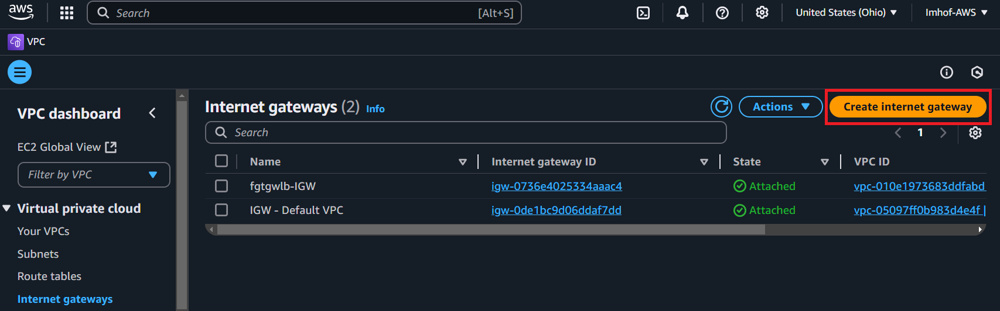 aws Search [Alt+S] United States (Ohio) Imhof-AWS
VPC
VPC dashboard
EC2 Global View
Filter by VPC
Virtual private cloud
Your VPCs
Subnets
Route tables
Internet gateways
Internet gateways (2) Info Actions Create internet gateway
Search 1
Name Internet gateway ID State VPC ID
fgtgwlb-IGW igw-0736e4025334aaac4 Attached vpc-010e1973683ddfabd
IGW - Default VPC igw-0de1bc9d06ddaf7dd Attached vpc-05097ff0b983d4e4f |